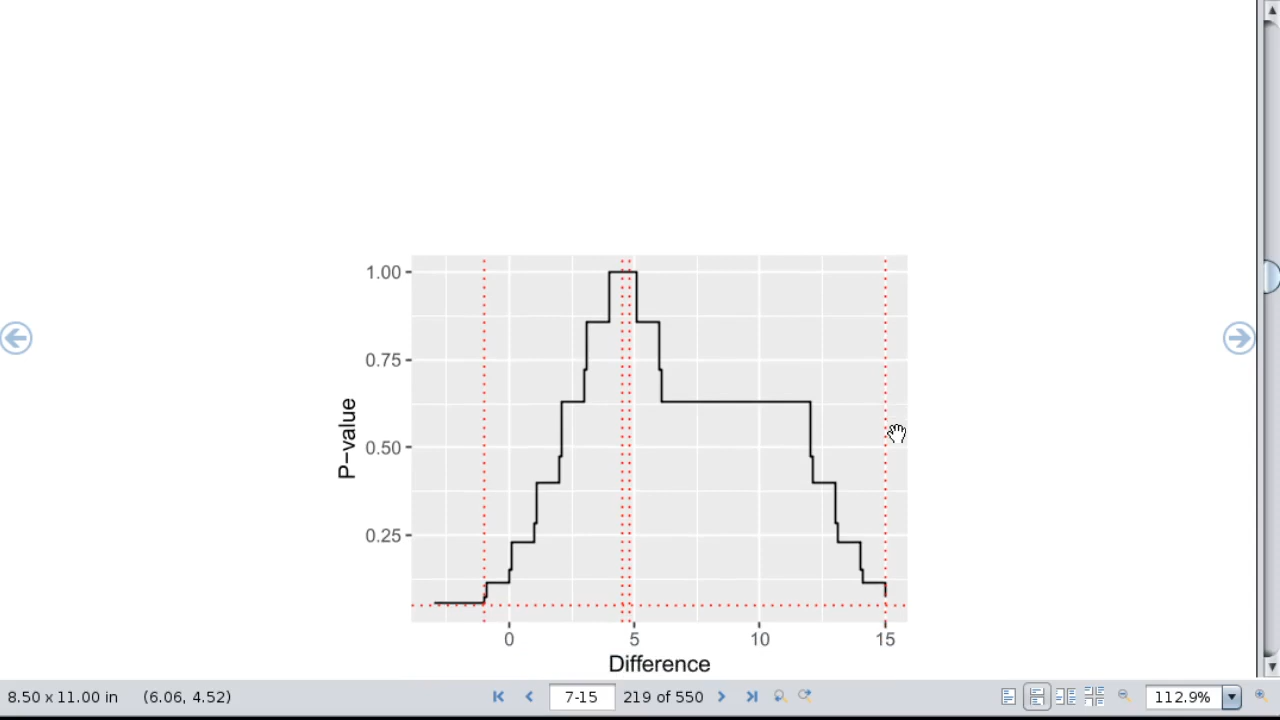 1.00
0.75
0.50
0.25
P-value
0 5 10 15
Difference
8.50 x 11.00 in (6.06, 4.52) 7-15 219 of 550 112.9%